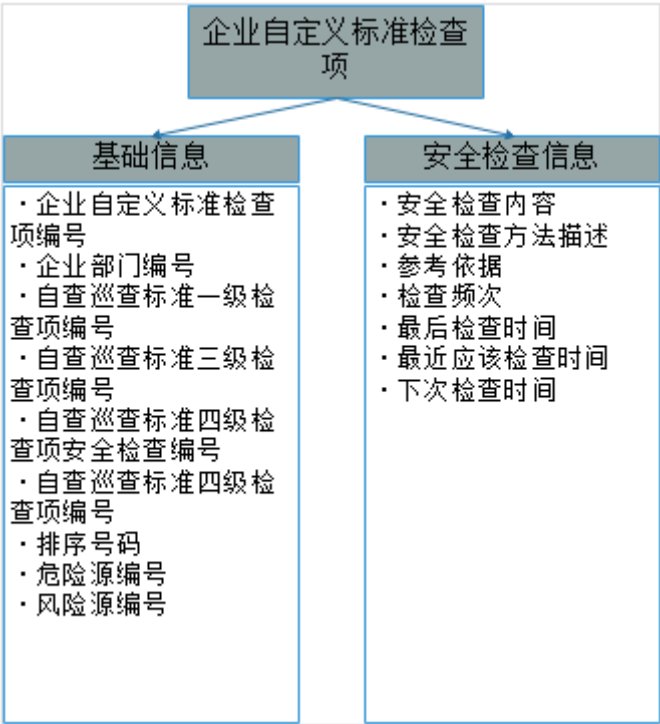 企业自定义标准检查
项
基础信息
·企业自定义标准检查
项编号
·企业部门编号
·自查巡查标准一级检
查项编号
·自查巡查标准三级检
查项编号
·自查巡查标准四级检
查项安全检查编号
·自查巡查标准四级检
查项编号
·排序号码
·危险源编号
·风险源编号
安全检查信息
·安全检查内容
·安全检查方法描述
·参考依据
·检查频次
·最后检查时间
·最近应该检查时间
·下次检查时间